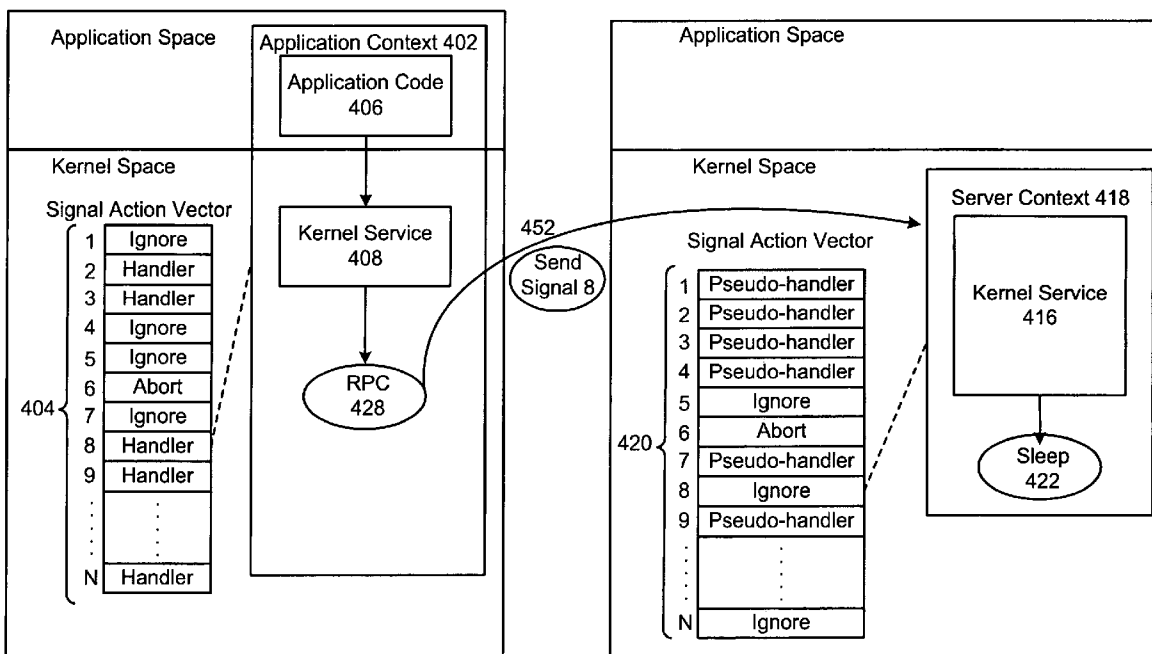 Application Space
Application Context 402
Application Code
406
Kernel Space
Signal Action Vector
404
1 Ignore
2 Handler
3 Handler
4 Ignore
5 Ignore
6 Abort
7 Ignore
8 Handler
9 Handler
N Handler
Kernel Service
408
RPC
428
452
Send
Signal 8
Application Space
Kernel Space
Signal Action Vector
420
1 Pseudo-handler
2 Pseudo-handler
3 Pseudo-handler
4 Pseudo-handler
5 Ignore
6 Abort
7 Pseudo-handler
8 Ignore
9 Pseudo-handler
N Ignore
Server Context 418
Kernel Service
416
Sleep
422